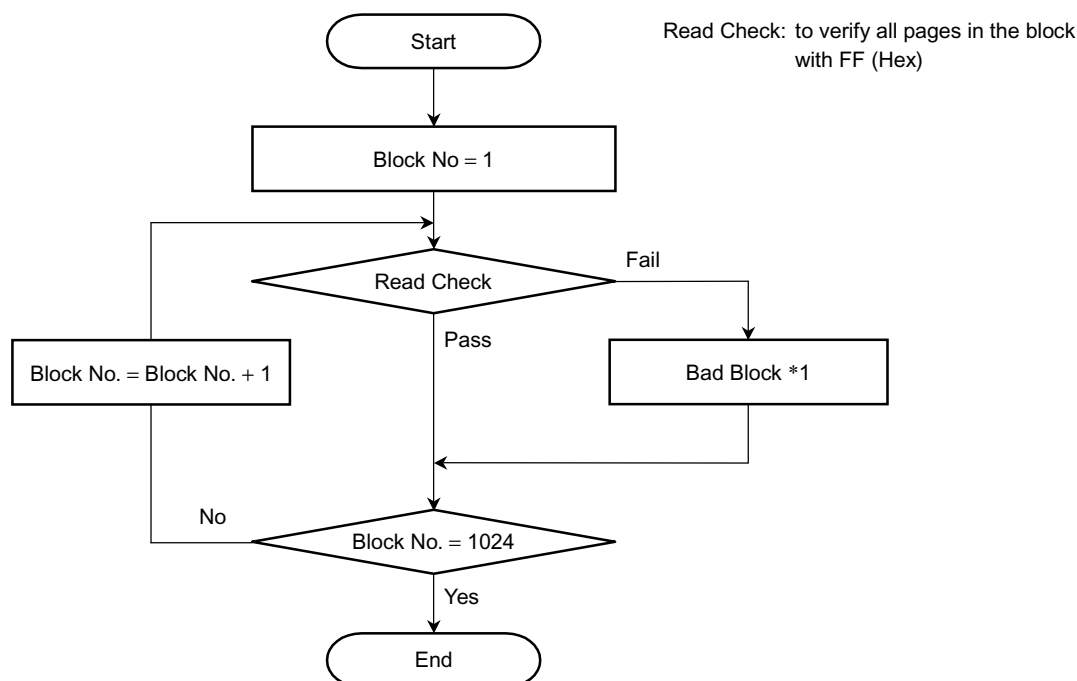 Start
Read Check: to verify all pages in the block
with FF (Hex)
Block No = 1
Read Check
Fail
Pass
Block No. = Block No. + 1
Bad Block *1
No
Block No. = 1024
Yes
End